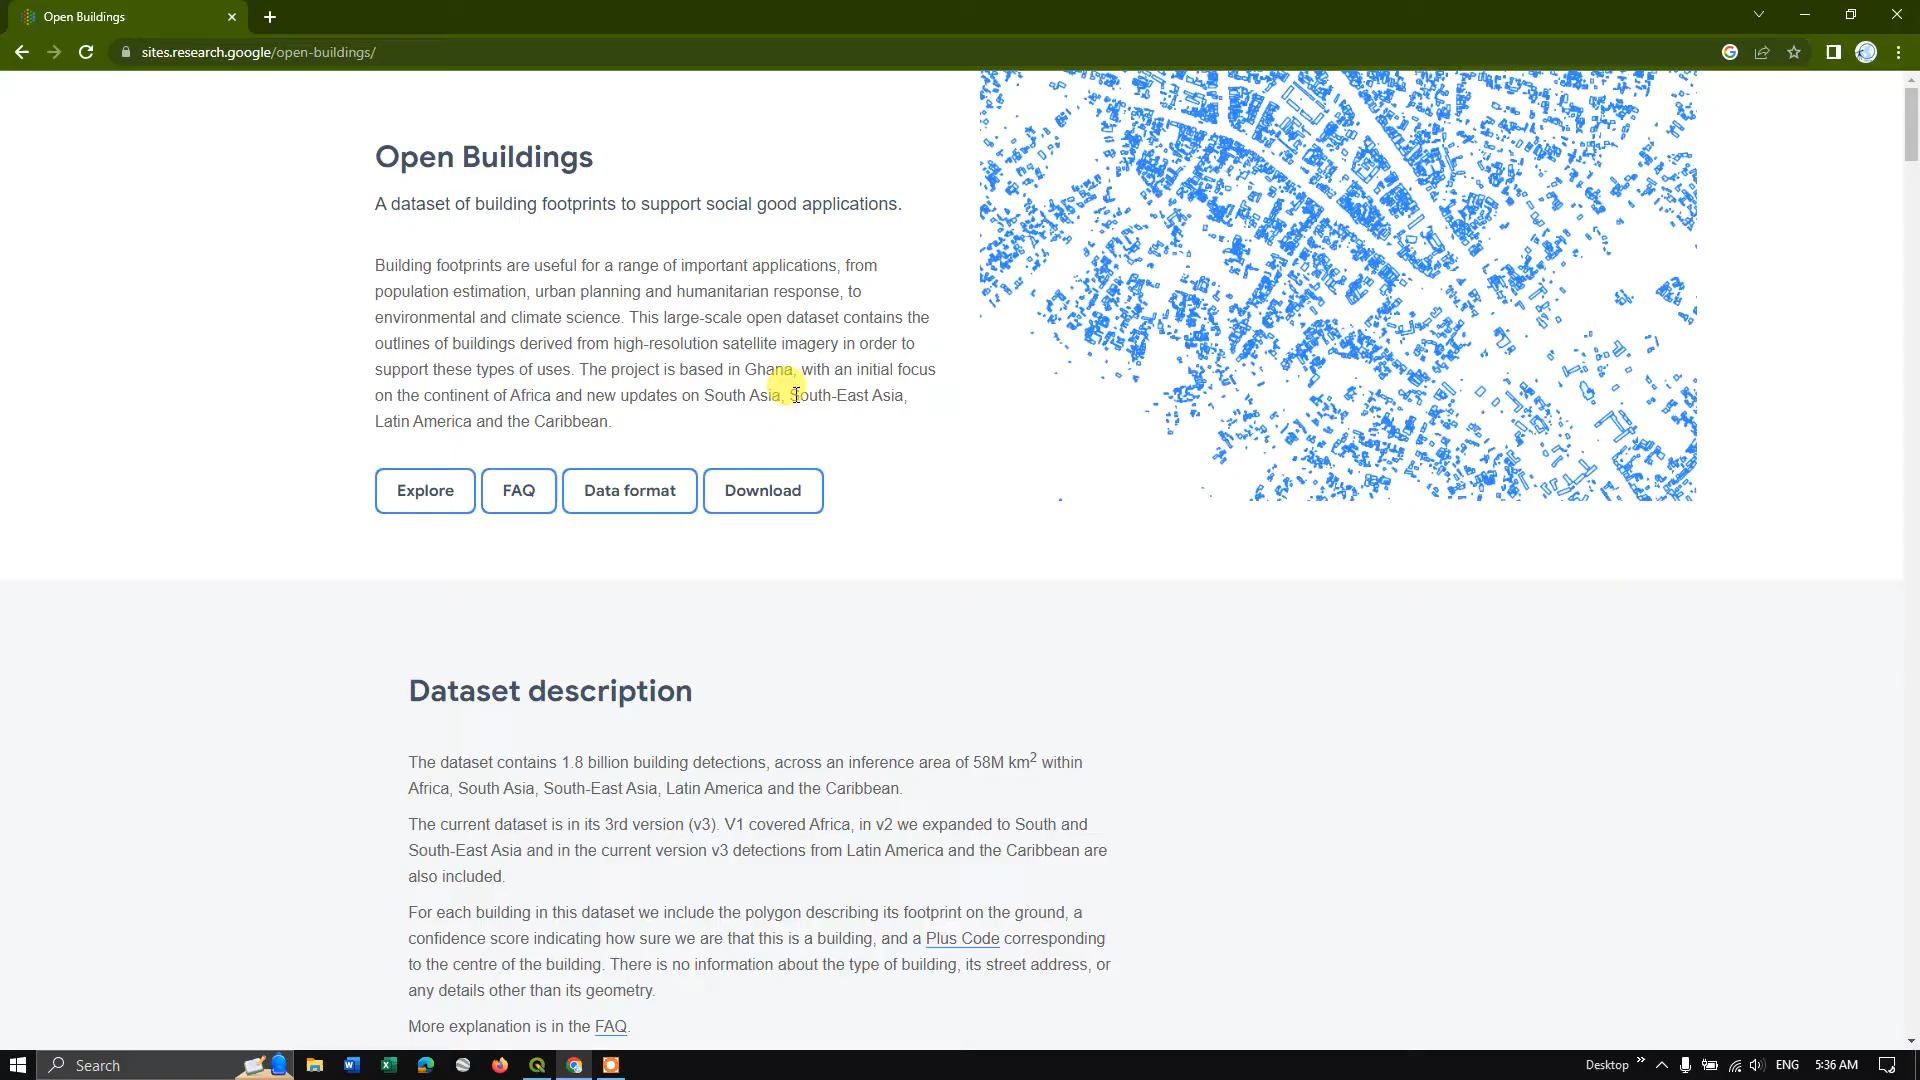 Open Buildings
sites.research.google/open-buildings/
Open Buildings
A dataset of building footprints to support social good applications.
Building footprints are useful for a range of important applications, from
population estimation, urban planning and humanitarian response, to
environmental and climate science. This large-scale open dataset contains the
outlines of buildings derived from high-resolution satellite imagery in order to
support these types of uses. The project is based in Ghana, with an initial focus
on the continent of Africa and new updates on South Asia, South-East Asia,
Latin America and the Caribbean.
Explore FAQ Data format Download
Dataset description
The dataset contains 1.8 billion building detections, across an inference area of 58M km2 within
Africa, South Asia, South-East Asia, Latin America and the Caribbean.
The current dataset is in its 3rd version (v3). V1 covered Africa, in v2 we expanded to South and
South-East Asia and in the current version v3 detections from Latin America and the Caribbean are
also included.
For each building in this dataset we include the polygon describing its footprint on the ground, a
confidence score indicating how sure we are that this is a building, and a Plus Code corresponding
to the centre of the building. There is no information about the type of building, its street address, or
any details other than its geometry.
More explanation is in the FAQ.
Search Desktop ENG 5:36 AM